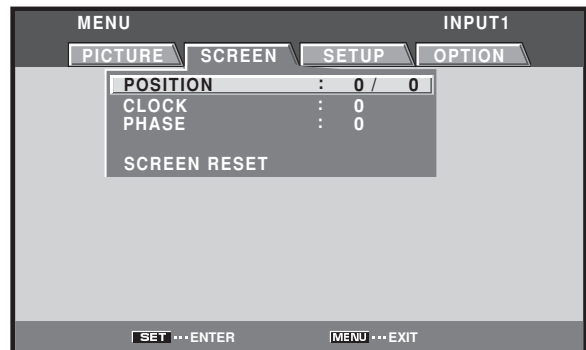 MENU INPUT1
PICTURE SCREEN SETUP OPTION
POSITION : 0 / 0
CLOCK : 0
PHASE : 0
SCREEN RESET
SET ···ENTER MENU ···EXIT